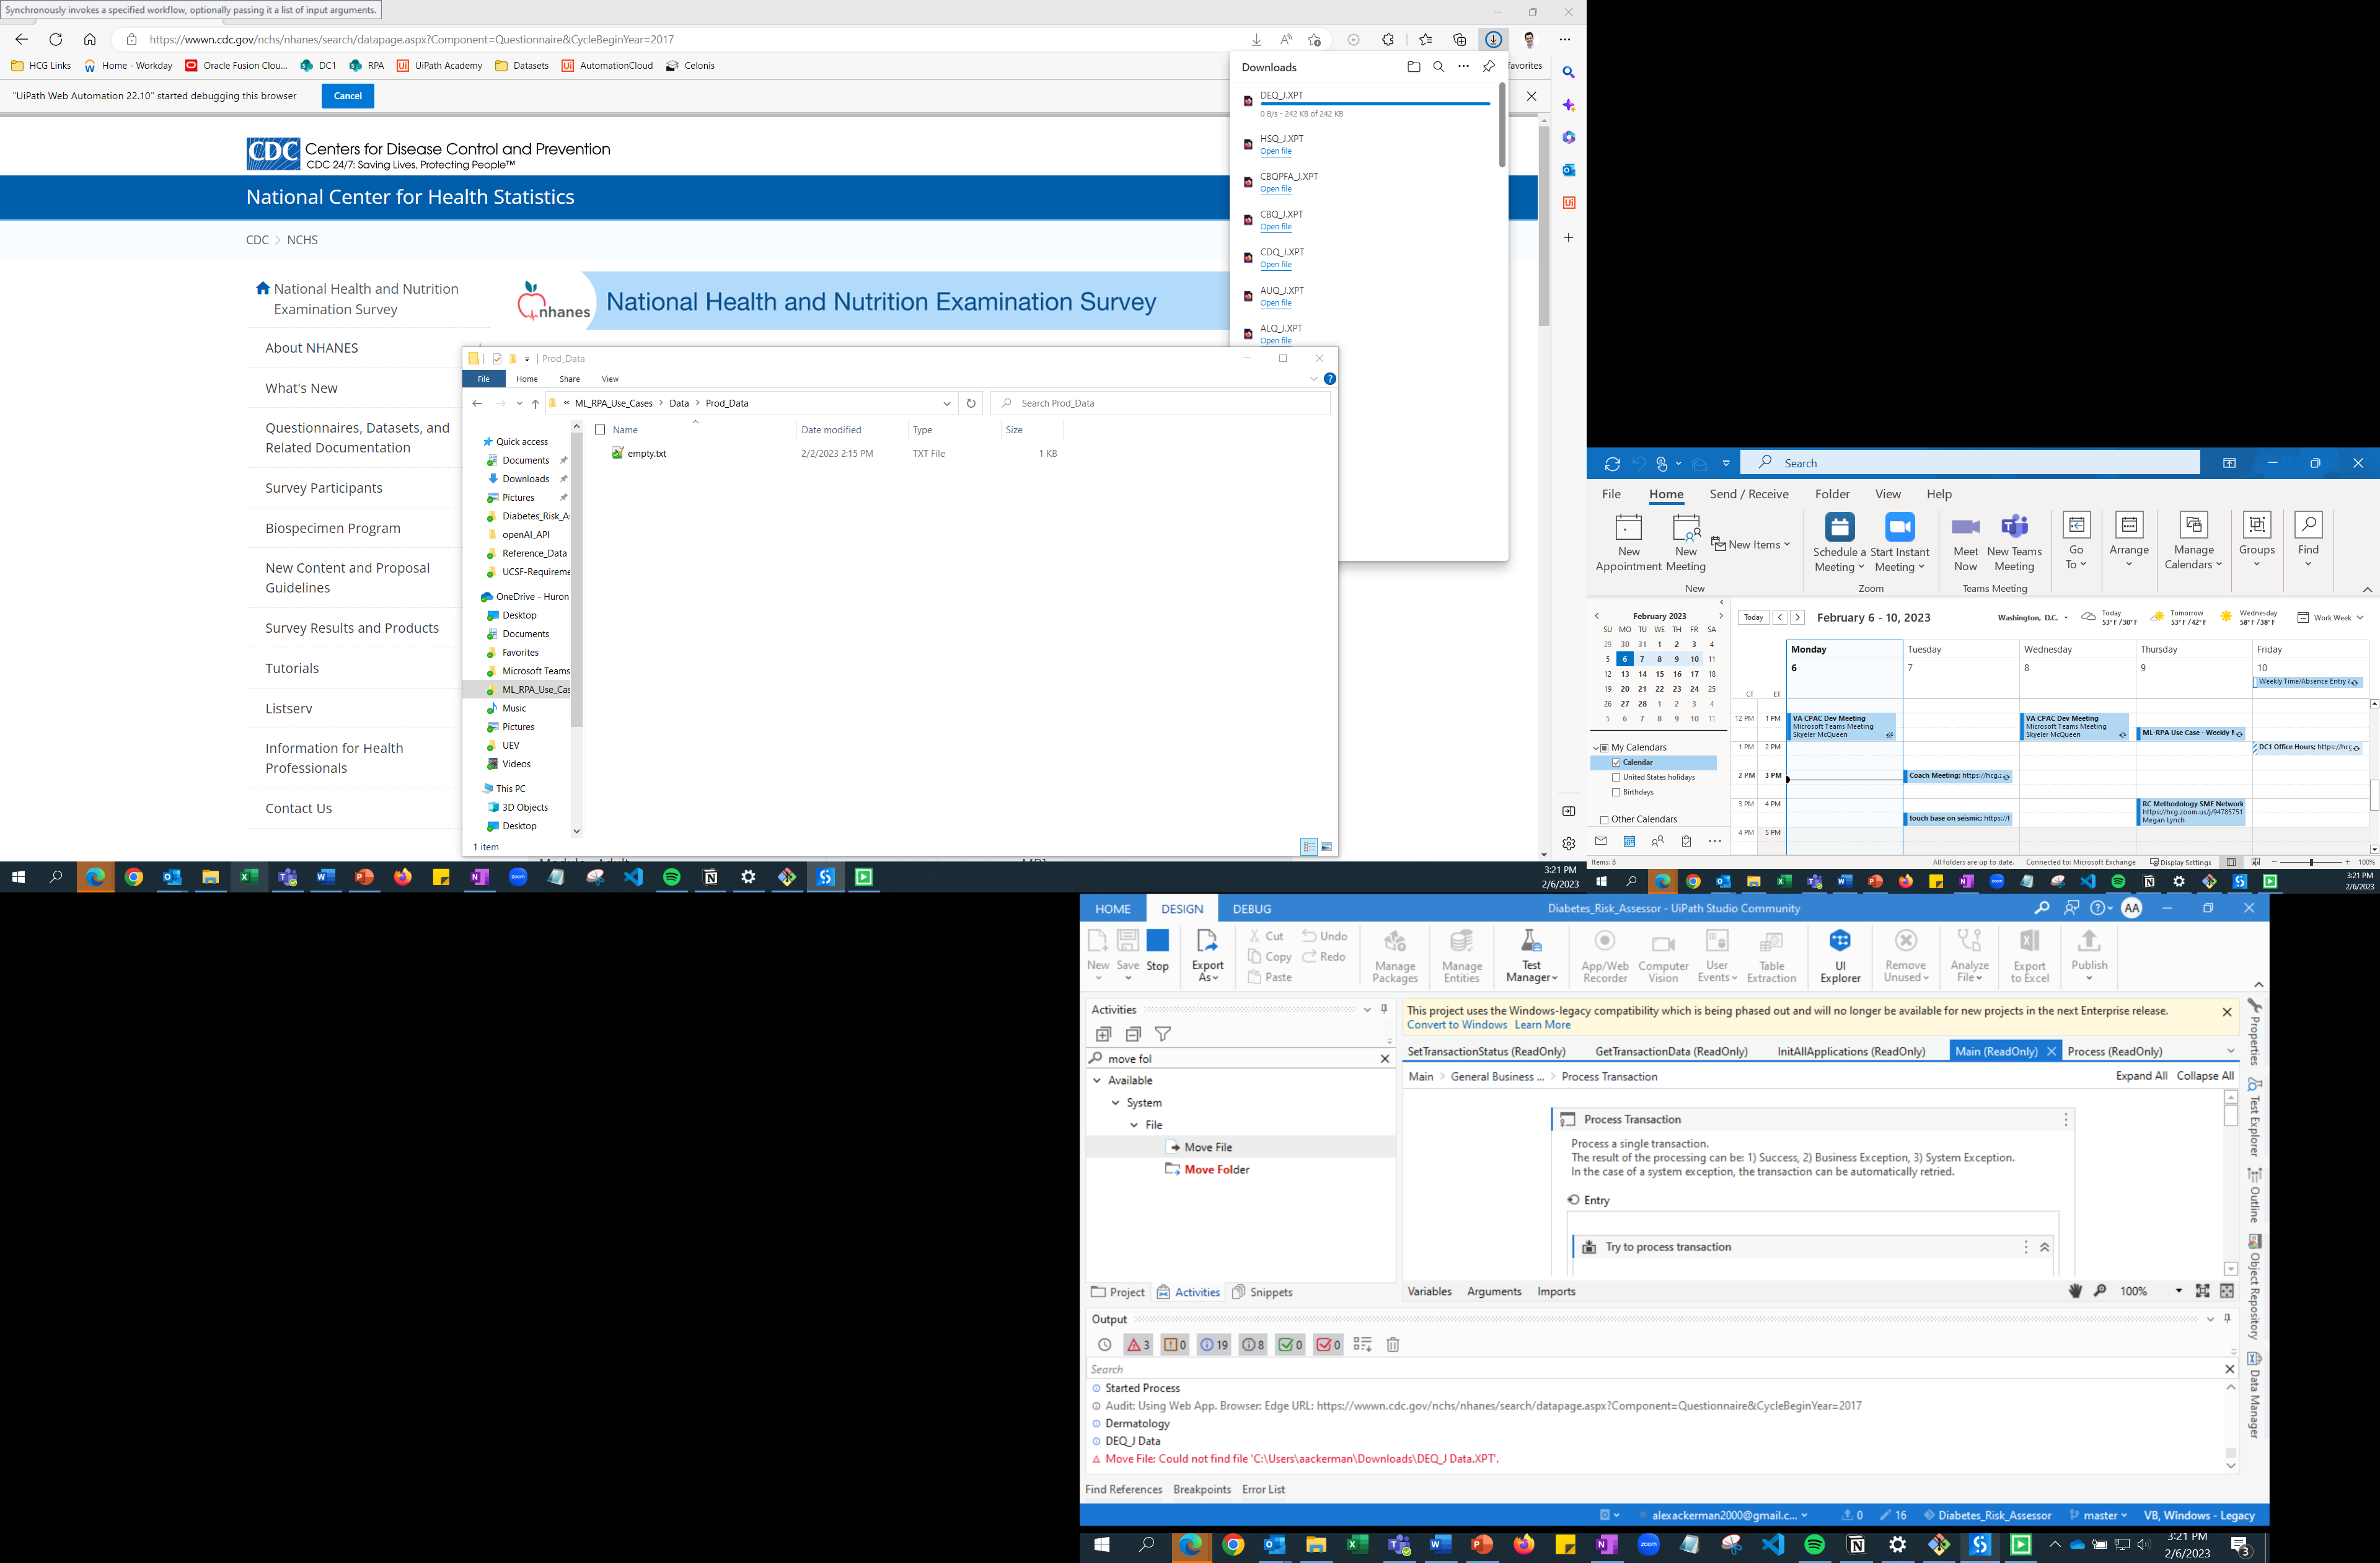 Synchronously invokes a specified workflow, optionally passing it a list of input arguments.
https://wwwn.cdc.gov/nchs/nhanes/search/datapage.aspx?Component=Questionnaire&CycleBeginYear=2017
HCG Links Home - Workday Oracle Fusion Clou... DC1 RPA UiPath Academy Datasets AutomationCloud Celonis
favorites
"UiPath Web Automation 22.10" started debugging this browser Cancel
Downloads
DEQ_J.XPT
0 B/s - 242 KB of 242 KB
HSQ_J.XPT
Open file
CBQPFA_J.XPT
Open file
CBQ_J.XPT
Open file
CDQ_J.XPT
Open file
AUQ_J.XPT
Open file
ALQ_J.XPT
Open file
CDC Centers for Disease Control and Prevention
CDC 24/7: Saving Lives, Protecting People™
National Center for Health Statistics
CDC > NCHS
National Health and Nutrition
Examination Survey
nhanes National Health and Nutrition Examination Survey
About NHANES
What's New
Questionnaires, Datasets, and
Related Documentation
Survey Participants
Biospecimen Program
New Content and Proposal
Guidelines
Survey Results and Products
Tutorials
Listserv
Information for Health
Professionals
Contact Us
Prod_Data
File Home Share View
« ML_RPA_Use_Cases > Data > Prod_Data
Search Prod_Data
Name Date modified Type Size
empty.txt 2/2/2023 2:15 PM TXT File 1 KB
Quick access
Documents
Downloads
Pictures
Diabetes_Risk_A
openAI_API
Reference_Data
UCSF-Requireme
OneDrive - Huron
Desktop
Documents
Favorites
Microsoft Teams
ML_RPA_Use_Cas
Music
Pictures
UEV
Videos
This PC
3D Objects
Desktop
1 item
3:21 PM
2/6/2023
Search
File Home Send / Receive Folder View Help
New
Appointment
New
Meeting
New Items
Schedule a
Meeting
Start Instant
Meeting
Meet
Now
New Teams
Meeting
Go
To
Arrange
Manage
Calendars
Groups
Find
New Zoom Teams Meeting
February 2023
SU MO TU WE TH FR SA
29 30 31 1 2 3 4
5 6 7 8 9 10 11
12 13 14 15 16 17 18
19 20 21 22 23 24 25
26 27 28 1 2 3 4
5 6 7 8 9 10 11
My Calendars
Calendar
United States holidays
Birthdays
Other Calendars
Today February 6 - 10, 2023
Washington, D.C.
Today
53° F / 30° F
Tomorrow
53° F / 42° F
Wednesday
58° F / 38° F
Work Week
Monday Tuesday Wednesday Thursday Friday
6 7 8 9 10
Weekly Time/Absence Entry
CT ET
12 PM 1 PM
1 PM 2 PM
2 PM 3 PM
3 PM 4 PM
4 PM 5 PM
VA CPAC Dev Meeting
Microsoft Teams Meeting
Skyeler McQueen
VA CPAC Dev Meeting
Microsoft Teams Meeting
Skyeler McQueen
ML-RPA Use Case - Weekly
DC1 Office Hours; https://hcg
Coach Meeting; https://hcg.
touch base on seismic; https://
RC Methodology SME Network
https://hcg.zoom.us/j/94785751
Megan Lynch
Items: 8 All folders are up to date. Connected to: Microsoft Exchange Display Settings 100%
3:21 PM
2/6/2023
HOME DESIGN DEBUG Diabetes_Risk_Assessor - UiPath Studio Community AA
New Save Stop
Export
As
Cut Undo
Copy Redo
Paste
Manage
Packages
Manage
Entities
Test
Manager
App/Web
Recorder
Computer
Vision
User
Events
Table
Extraction
UI
Explorer
Remove
Unused
Analyze
File
Export
to Excel
Publish
Activities
move fol
Available
System
File
Move File
Move Folder
Project Activities Snippets
This project uses the Windows-legacy compatibility which is being phased out and will no longer be available for new projects in the next Enterprise release.
Convert to Windows Learn More
SetTransactionStatus (ReadOnly) GetTransactionData (ReadOnly) InitAllApplications (ReadOnly) Main (ReadOnly) Process (ReadOnly)
Main > General Business ... > Process Transaction Expand All Collapse All
Process Transaction
Process a single transaction.
The result of the processing can be: 1) Success, 2) Business Exception, 3) System Exception.
In the case of a system exception, the transaction can be automatically retried.
Entry
Try to process transaction
Variables Arguments Imports 100%
Properties
Test Explorer
Outline
Object Repository
Data Manager
Output
3 0 19 8 0 0
Search
Started Process
Audit: Using Web App. Browser: Edge URL: https://wwwn.cdc.gov/nchs/nhanes/search/datapage.aspx?Component=Questionnaire&CycleBeginYear=2017
Dermatology
DEQ_J Data
Move File: Could not find file 'C:\Users\aackerman\Downloads\DEQ_J Data.XPT'.
Find References Breakpoints Error List
alexackerman2000@gmail.c... 0 16 Diabetes_Risk_Assessor master VB, Windows - Legacy
3:21 PM
2/6/2023
3